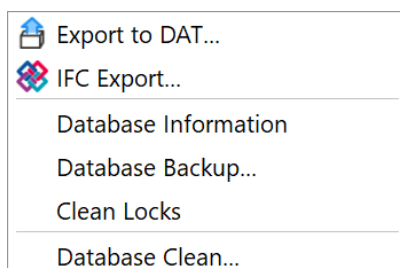 Export to DAT...
IFC Export...
Database Information
Database Backup...
Clean Locks
Database Clean...